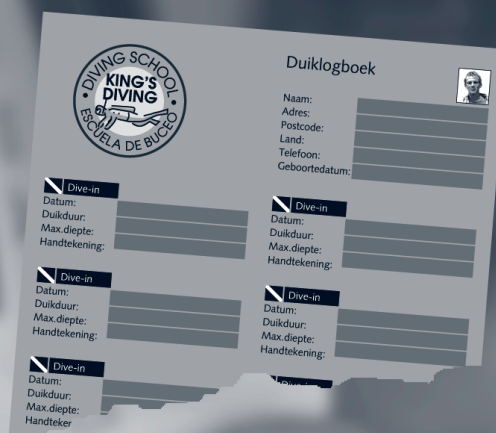 DIVING SCHOOL
KING'S
DIVING
ESCUELA DE BUCEO
Duiklogboek
Naam:
Adres:
Postcode:
Land:
Telefoon:
Geboortedatum:
Dive-in
Datum:
Duikduur:
Max.diepte:
Handtekening:
Dive-in
Datum:
Duikduur:
Max.diepte:
Handtekening:
Dive-in
Datum:
Duikduur:
Max.diepte:
Handtekening:
Dive-in
Datum:
Duikduur:
Max.diepte:
Handtekening:
Dive-in
Datum:
Duikduur:
Max.diepte:
Handteker